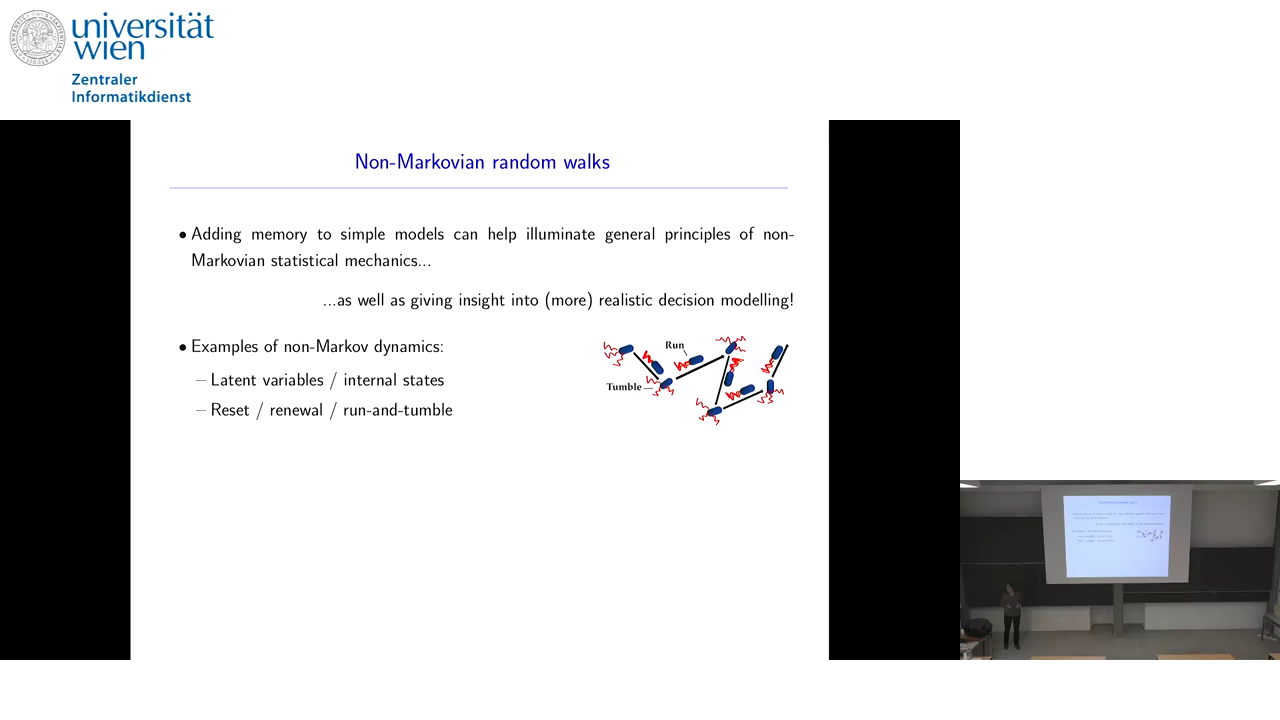 universität
wien
Zentraler
Informatikdienst
Non-Markovian random walks
• Adding memory to simple models can help illuminate general principles of non-
Markovian statistical mechanics...
...as well as giving insight into (more) realistic decision modelling!
• Examples of non-Markov dynamics:
– Latent variables / internal states
– Reset / renewal / run-and-tumble
Run
Tumble